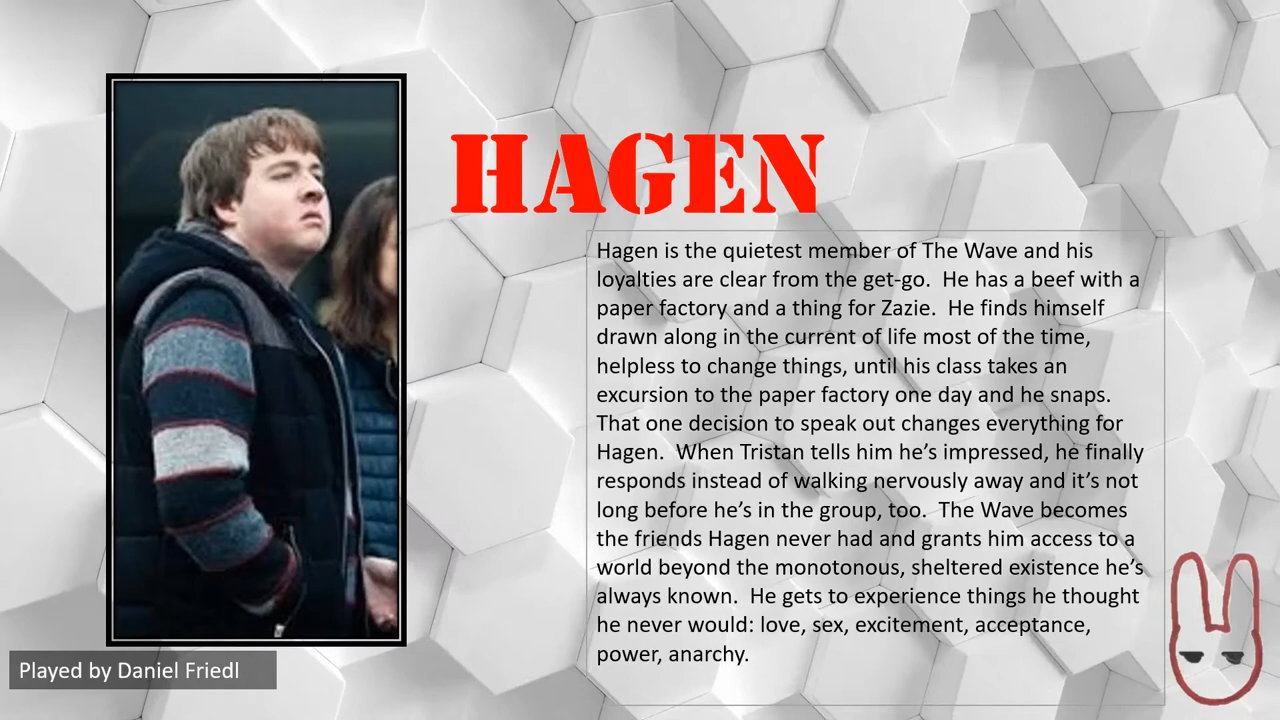 HAGEN
Hagen is the quietest member of The Wave and his
loyalties are clear from the get-go.  He has a beef with a
paper factory and a thing for Zazie.  He finds himself
drawn along in the current of life most of the time,
helpless to change things, until his class takes an
excursion to the paper factory one day and he snaps.
That one decision to speak out changes everything for
Hagen.  When Tristan tells him he’s impressed, he finally
responds instead of walking nervously away and it’s not
long before he’s in the group, too.  The Wave becomes
the friends Hagen never had and grants him access to a
world beyond the monotonous, sheltered existence he’s
always known.  He gets to experience things he thought
he never would: love, sex, excitement, acceptance,
power, anarchy.
Played by Daniel Friedl